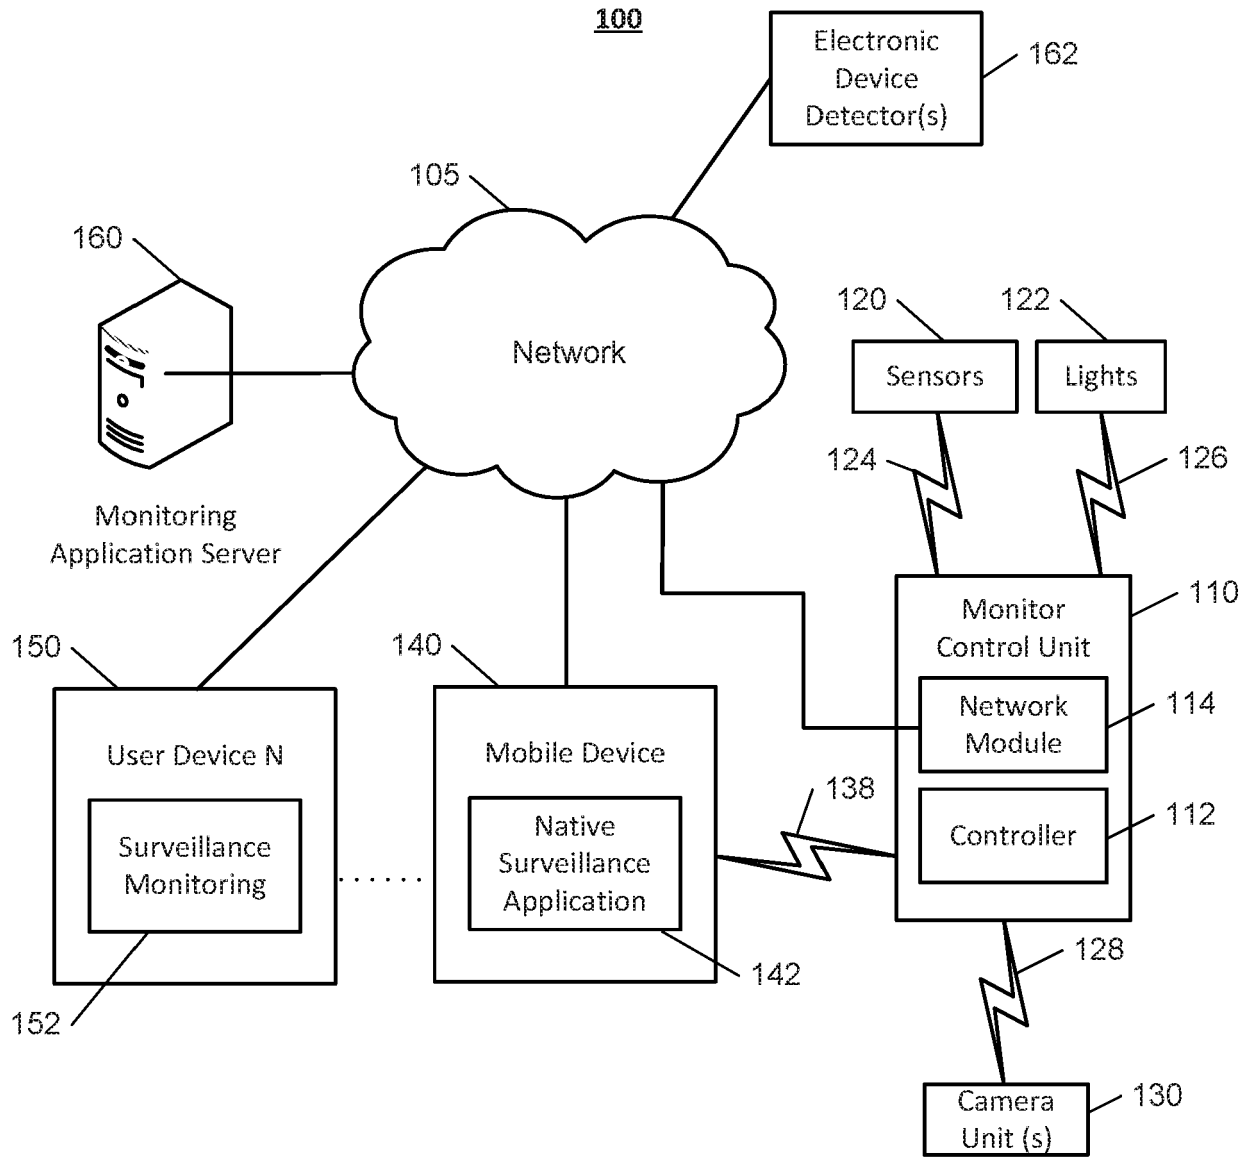 100
Electronic
Device
Detector(s)
162
105
160
Network
Monitoring
Application Server
120
122
Sensors
Lights
124
126
Monitor
Control Unit
110
Network
Module
114
Controller
112
150
140
User Device N
Surveillance
Monitoring
152
Mobile Device
Native
Surveillance
Application
142
138
128
Camera
Unit (s)
130